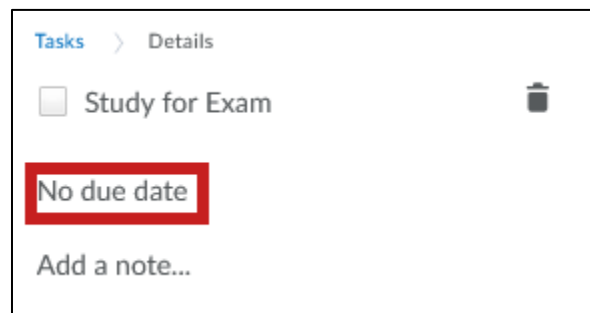 Tasks > Details
Study for Exam
No due date
Add a note...